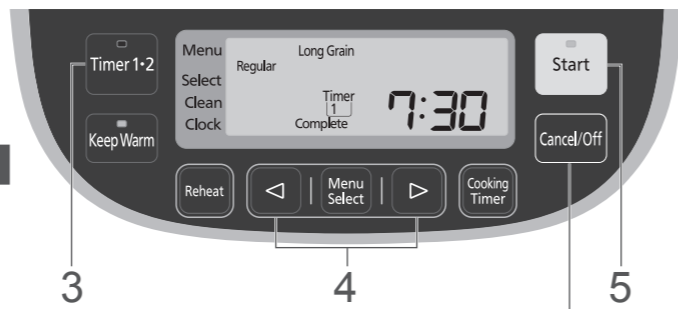 Timer 1•2
Keep Warm
Menu
Select
Clean
Clock
Long Grain
Regular
Timer
1
Complete
7:30
Start
Cancel/Off
Reheat
◁
Menu
Select
▷
Cooking
Timer
3
4
5